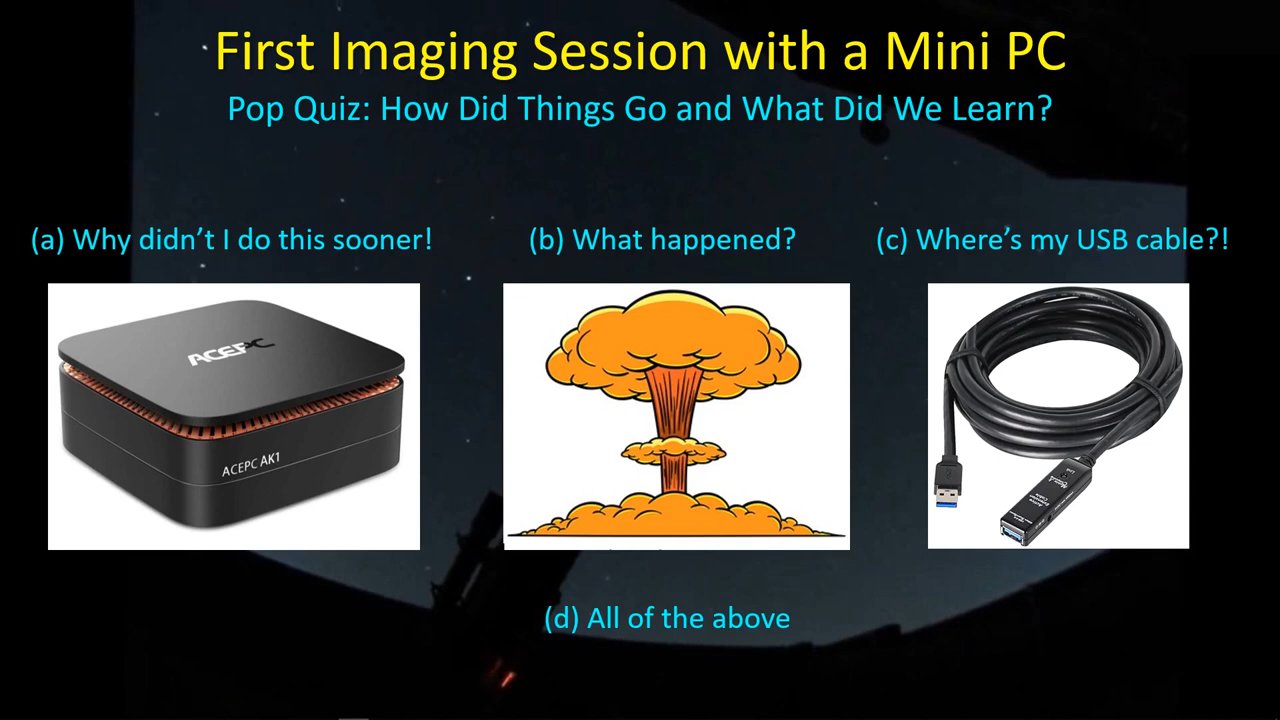 First Imaging Session with a Mini PC
Pop Quiz: How Did Things Go and What Did We Learn?
(a) Why didn’t I do this sooner!
(b) What happened?
(c) Where’s my USB cable?!
ACEPC
ACEPC AK1
(d) All of the above